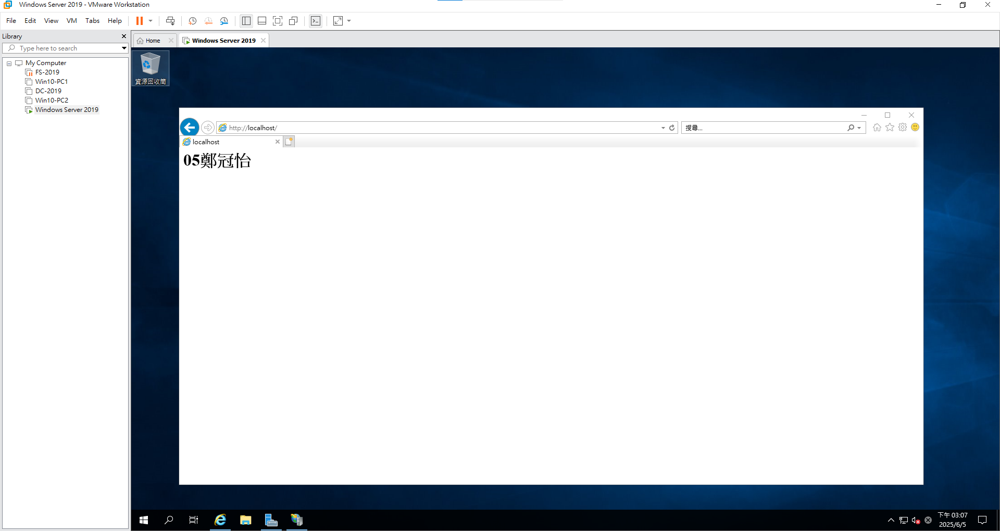 Windows Server 2019 - VMware Workstation
File Edit View VM Tabs Help
Library
Type here to search
My Computer
FS-2019
Win10-PC1
DC-2019
Win10-PC2
Windows Server 2019
Home
Windows Server 2019
資源回收筒
http://localhost/
搜尋...
localhost
05鄭冠怡
下午 03:07
2025/6/5